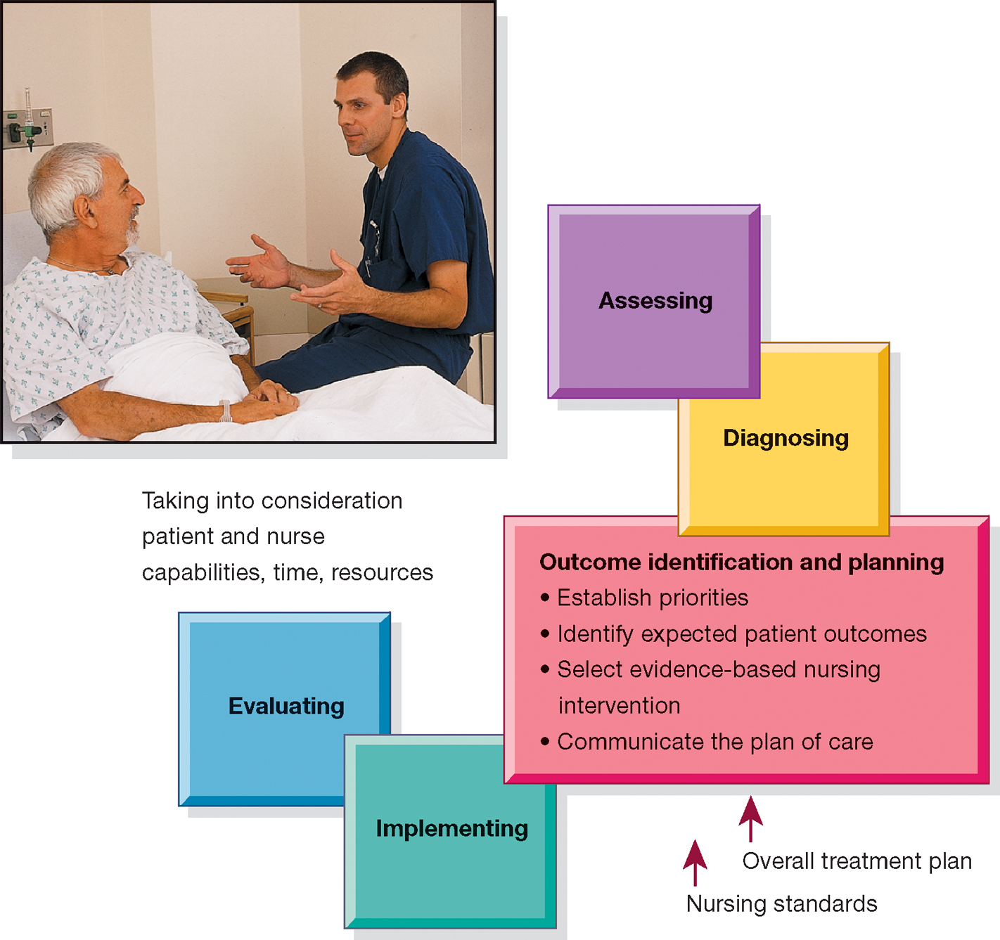 Assessing
Diagnosing
Taking into consideration
patient and nurse
capabilities, time, resources
Outcome identification and planning
• Establish priorities
• Identify expected patient outcomes
• Select evidence-based nursing
intervention
• Communicate the plan of care
Evaluating
Implementing
Overall treatment plan
Nursing standards